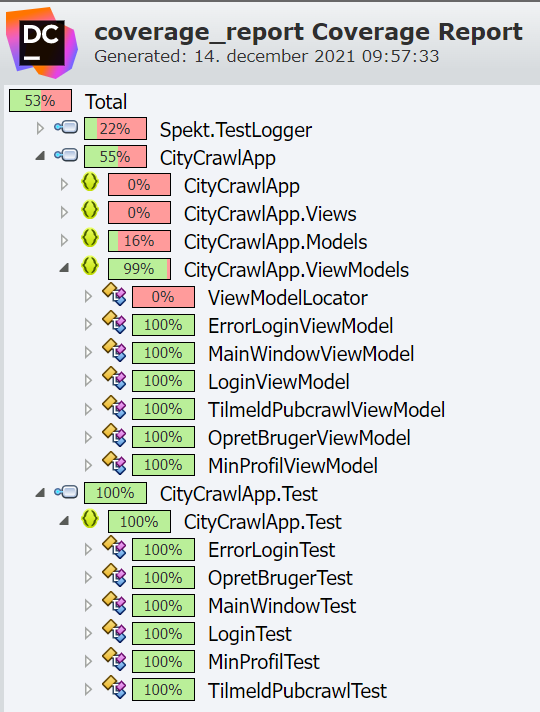 DC
coverage_report Coverage Report
Generated: 14. december 2021 09:57:33
53% Total
22% Spekt.TestLogger
55% CityCrawlApp
0% CityCrawlApp
0% CityCrawlApp.Views
16% CityCrawlApp.Models
99% CityCrawlApp.ViewModels
0% ViewModelLocator
100% ErrorLoginViewModel
100% MainWindowViewModel
100% LoginViewModel
100% TilmeldPubcrawlViewModel
100% OpretBrugerViewModel
100% MinProfilViewModel
100% CityCrawlApp.Test
100% CityCrawlApp.Test
100% ErrorLoginTest
100% OpretBrugerTest
100% MainWindowTest
100% LoginTest
100% MinProfilTest
100% TilmeldPubcrawlTest